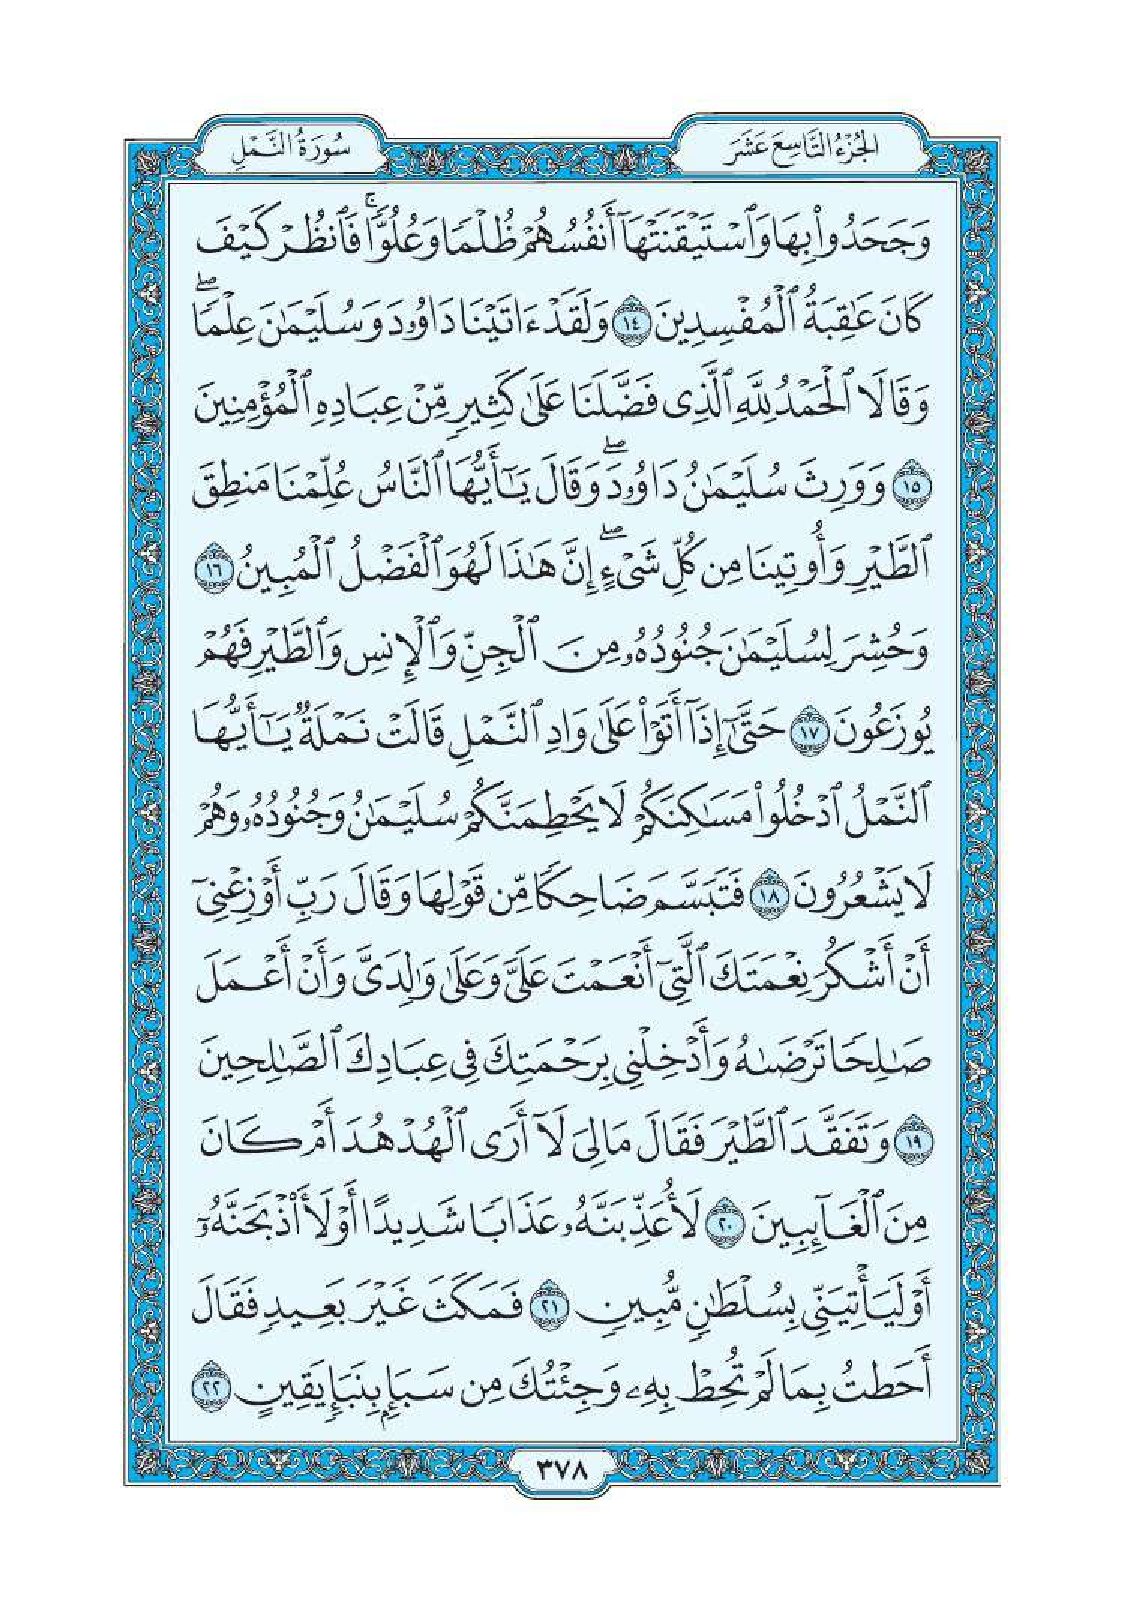 الجُزْءُ التَّاسِعَ عَشَرَ
سُورَةُ النَّمْلِ
وَجَحَدُوا۟ بِهَا وَٱسْتَيْقَنَتْهَآ أَنفُسُهُمْ ظُلْمًا وَعُلُوًّا ۚ فَٱنظُرْ كَيْفَ
كَانَ عَٰقِبَةُ ٱلْمُفْسِدِينَ ١٤ وَلَقَدْ ءَاتَيْنَا دَاوُۥدَ وَسُلَيْمَٰنَ عِلْمًا ۖ
وَقَالَا ٱلْحَمْدُ لِلَّهِ ٱلَّذِى فَضَّلَنَا عَلَىٰ كَثِيرٍ مِّنْ عِبَادِهِ ٱلْمُؤْمِنِينَ
١٥ وَوَرِثَ سُلَيْمَٰنُ دَاوُۥدَ ۖ وَقَالَ يَٰٓأَيُّهَا ٱلنَّاسُ عُلِّمْنَا مَنطِقَ
ٱلطَّيْرِ وَأُوتِينَا مِن كُلِّ شَىْءٍ ۖ إِنَّ هَٰذَا لَهُوَ ٱلْفَضْلُ ٱلْمُبِينُ ١٦
وَحُشِرَ لِسُلَيْمَٰنَ جُنُودُهُۥ مِنَ ٱلْجِنِّ وَٱلْإِنسِ وَٱلطَّيْرِ فَهُمْ
يُوزَعُونَ ١٧ حَتَّىٰٓ إِذَآ أَتَوْا۟ عَلَىٰ وَادِ ٱلنَّمْلِ قَالَتْ نَمْلَةٌ يَٰٓأَيُّهَا
ٱلنَّمْلُ ٱدْخُلُوا۟ مَسَٰكِنَكُمْ لَا يَحْطِمَنَّكُمْ سُلَيْمَٰنُ وَجُنُودُهُۥ وَهُمْ
لَا يَشْعُرُونَ ١٨ فَتَبَسَّمَ ضَاحِكًا مِّن قَوْلِهَا وَقَالَ رَبِّ أَوْزِعْنِىٓ
أَنْ أَشْكُرَ نِعْمَتَكَ ٱلَّتِىٓ أَنْعَمْتَ عَلَىَّ وَعَلَىٰ وَٰلِدَىَّ وَأَنْ أَعْمَلَ
صَٰلِحًا تَرْضَىٰهُ وَأَدْخِلْنِى بِرَحْمَتِكَ فِى عِبَادِكَ ٱلصَّٰلِحِينَ
١٩ وَتَفَقَّدَ ٱلطَّيْرَ فَقَالَ مَالِىَ لَآ أَرَى ٱلْهُدْهُدَ أَمْ كَانَ
مِنَ ٱلْغَآئِبِينَ ٢٠ لَأُعَذِّبَنَّهُۥ عَذَابًا شَدِيدًا أَوْ لَأَا۟ذْبَحَنَّهُۥٓ
أَوْ لَيَأْتِيَنِّى بِسُلْطَٰنٍ مُّبِينٍ ٢١ فَمَكَثَ غَيْرَ بَعِيدٍ فَقَالَ
أَحَطتُ بِمَا لَمْ تُحِطْ بِهِۦ وَجِئْتُكَ مِن سَبَإٍۭ بِنَبَإٍ يَقِينٍ ٢٢
٣٧٨